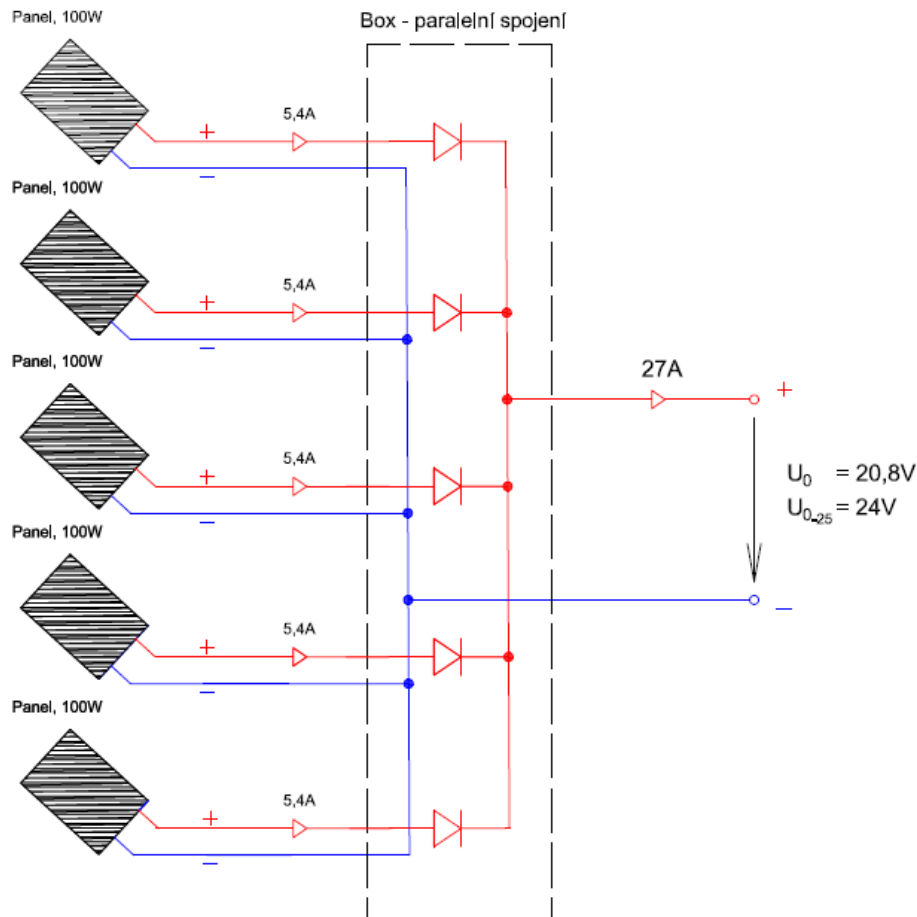 Panel, 100W
Box - paralelní spojení
5,4A
+
–
Panel, 100W
5,4A
+
–
Panel, 100W
5,4A
+
–
27A
+
U0 = 20,8V
U0-25 = 24V
–
Panel, 100W
5,4A
+
–
Panel, 100W
5,4A
+
–